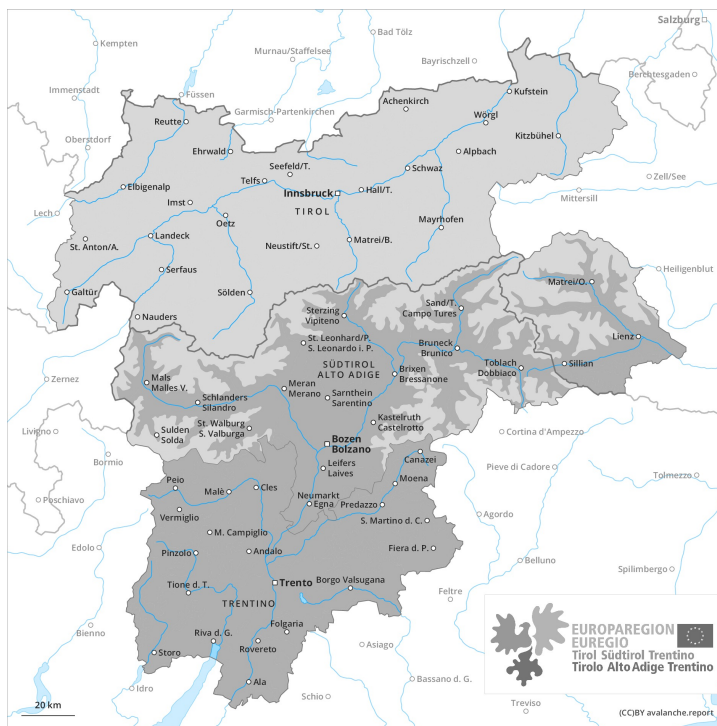 Salzburg
Kempten
Bad Tölz
Murnau/Staffelsee
Bayrischzell
Berchtesgaden
Immenstadt
Füssen
Kufstein
Achenkirch
Garmisch-Partenkirchen
Reutte
Wörgl
Kitzbühel
Oberstdorf
Ehrwald
Alpbach
Seefeld/T.
Schwaz
Telfs
Zell/See
Elbigenalp
Innsbruck
Hall/T.
Mittersill
Imst
TIROL
Lech
Oetz
Mayrhofen
St. Anton/A.
Landeck
Neustift/St.
Matrei/B.
Serfaus
Heiligenblut
Galtür
Sölden
Matrei/O.
Sand/T.
Campo Tures
Nauders
Sterzing
Vipiteno
St. Leonhard/P.
S. Leonardo i. P.
Bruneck
Brunico
Lienz
SÜDTIROL
ALTO ADIGE
Toblach
Dobbiaco
Sillian
Zernez
Mals
Malles V.
Meran
Merano
Brixen
Bressanone
Schlanders
Silandro
Sarnthein
Sarentino
Kastelruth
Castelrotto
St. Walburg
S. Valburga
Sulden
Solda
Livigno
Cortina d'Ampezzo
Bozen
Bolzano
Bormio
Canazei
Pieve di Cadore
Leifers
Laives
Tolmezzo
Peio
Malè
Cles
Moena
Poschiavo
Neumarkt
Egna
Predazzo
Vermiglio
Agordo
S. Martino d. C.
M. Campiglio
Edolo
Pinzolo
Andalo
Fiera d. P.
Belluno
Spilimbergo
Tione d. T.
Trento
Borgo Valsugana
Feltre
TRENTINO
Bienno
Folgaria
Riva d. G.
Rovereto
Asiago
Storo
Ala
Bassano d. G.
Idro
Schio
Treviso
EUROPAREGION
EUREGIO
Tirol Südtirol Trentino
Tirolo Alto Adige Trentino
20 km
(CC)BY avalanche.report